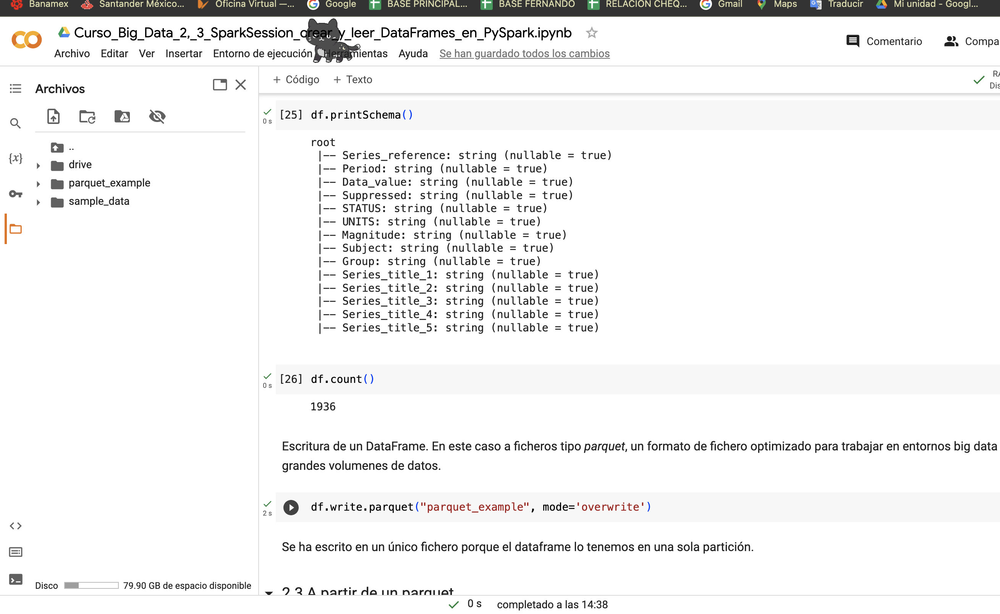 Banamex Santander México... Oficina Virtual —... Google BASE PRINCIPAL... BASE FERNANDO RELACION CHEQ... Gmail Maps Traducir Mi unidad - Googl...
Curso_Big_Data_2,_3_SparkSession_crear_y_leer_DataFrames_en_PySpark.ipynb
Comentario Compa
Archivo Editar Ver Insertar Entorno de ejecución Herramientas Ayuda Se han guardado todos los cambios
Archivos
+ Código + Texto
RA
Dis
..
drive
parquet_example
sample_data
{x}
0 s
[25] df.printSchema()
root
|-- Series_reference: string (nullable = true)
|-- Period: string (nullable = true)
|-- Data_value: string (nullable = true)
|-- Suppressed: string (nullable = true)
|-- STATUS: string (nullable = true)
|-- UNITS: string (nullable = true)
|-- Magnitude: string (nullable = true)
|-- Subject: string (nullable = true)
|-- Group: string (nullable = true)
|-- Series_title_1: string (nullable = true)
|-- Series_title_2: string (nullable = true)
|-- Series_title_3: string (nullable = true)
|-- Series_title_4: string (nullable = true)
|-- Series_title_5: string (nullable = true)
0 s
[26] df.count()
1936
Escritura de un DataFrame. En este caso a ficheros tipo parquet, un formato de fichero optimizado para trabajar en entornos big data
grandes volumenes de datos.
2 s
df.write.parquet("parquet_example", mode='overwrite')
Se ha escrito en un único fichero porque el dataframe lo tenemos en una sola partición.
2.3 A partir de un parquet
Disco 79.90 GB de espacio disponible
0 s completado a las 14:38